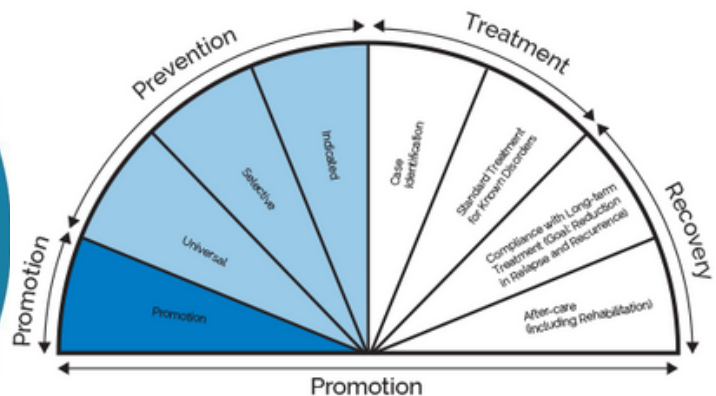 Promotion
Prevention
Treatment
Recovery
Promotion
Universal
Selective
Indicated
Case
Identification
Standard Treatment
for Known Disorders
Compliance with Long-term
Treatment (Goal: Reduction
in Relapse and Recurrence)
After-care
(Including Rehabilitation)
Promotion